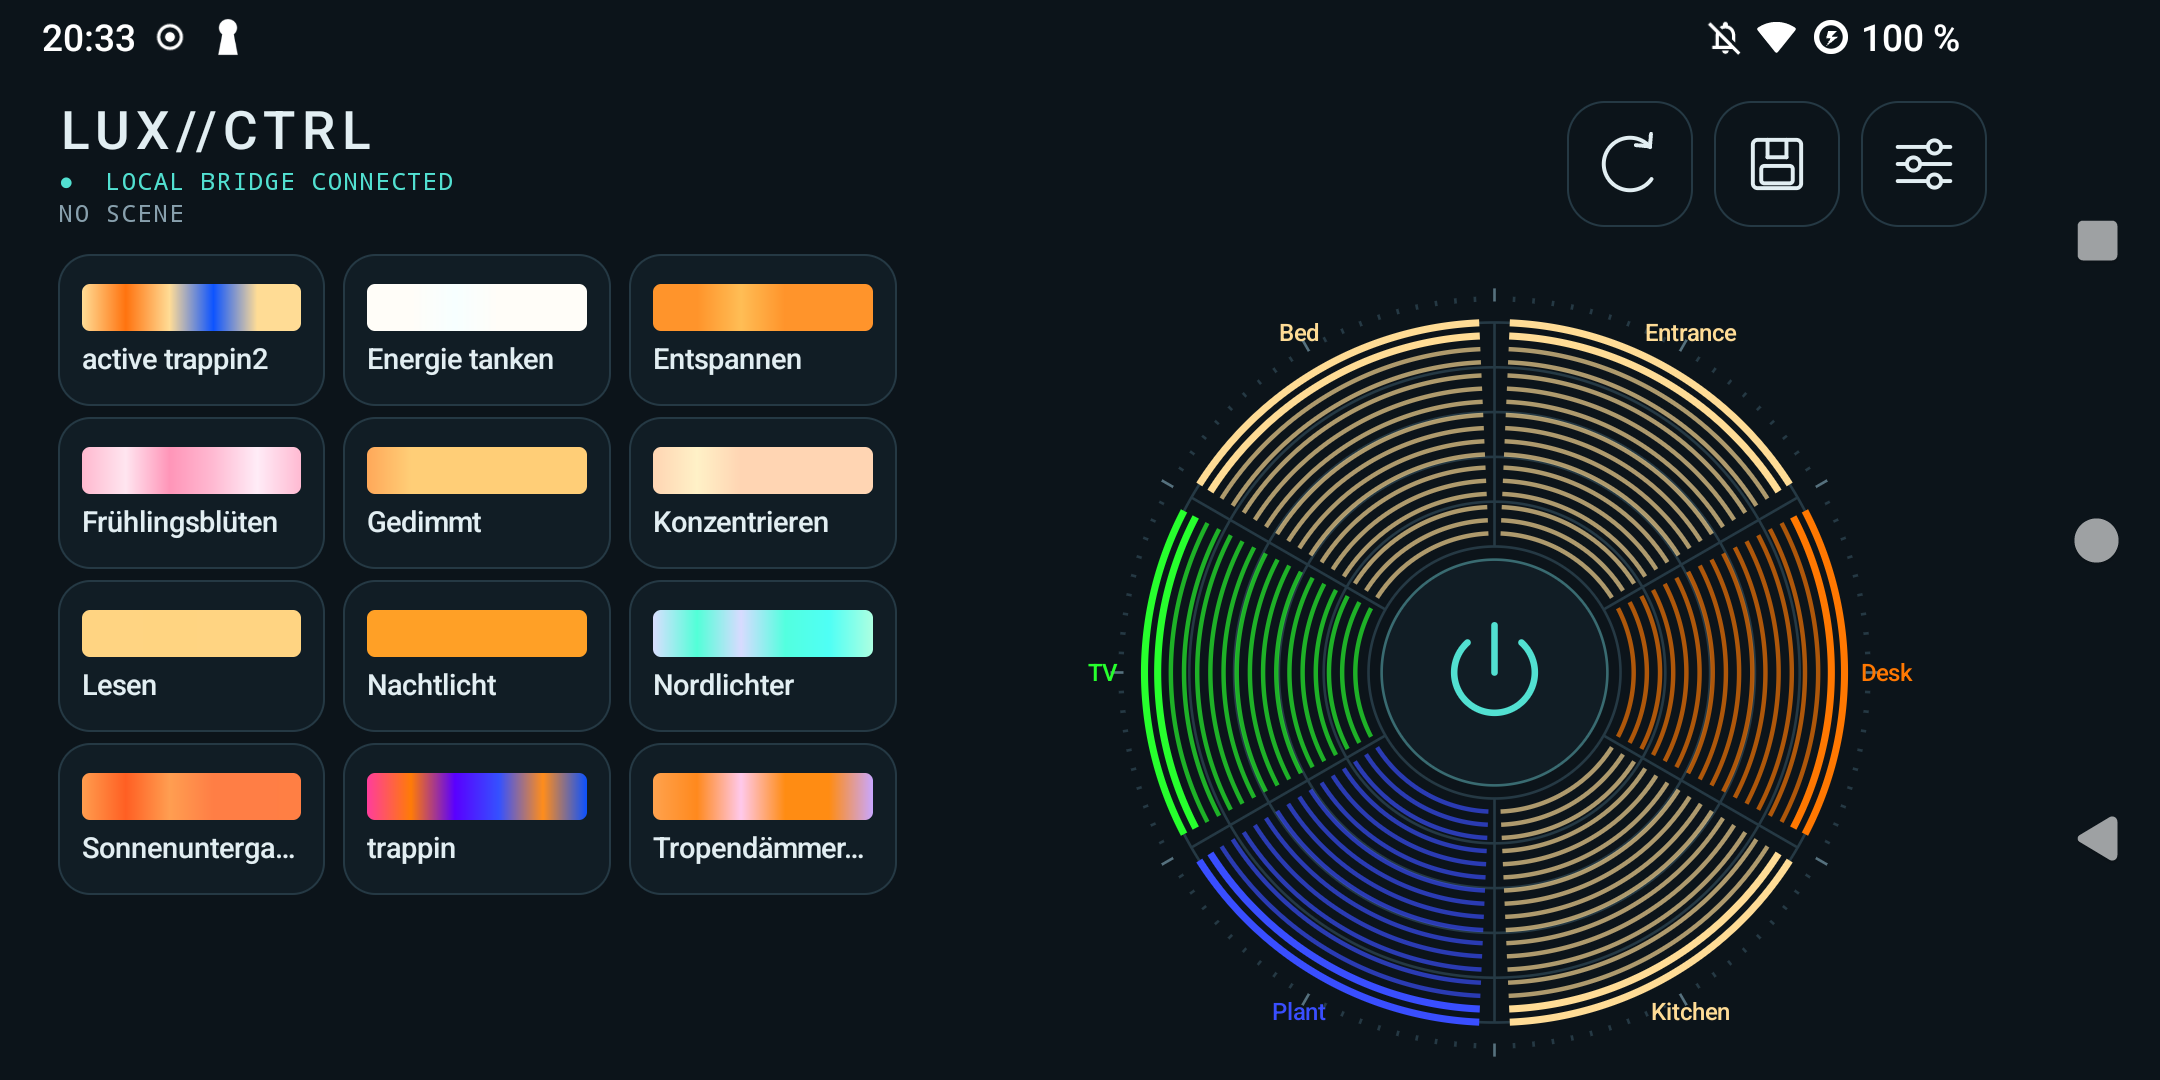 20:33
100 %
LUX//CTRL
LOCAL BRIDGE CONNECTED
NO SCENE
active trappin2
Energie tanken
Entspannen
Frühlingsblüten
Gedimmt
Konzentrieren
Lesen
Nachtlicht
Nordlichter
Sonnenunterga...
trappin
Tropendämmer...
Bed
Entrance
TV
Desk
Plant
Kitchen